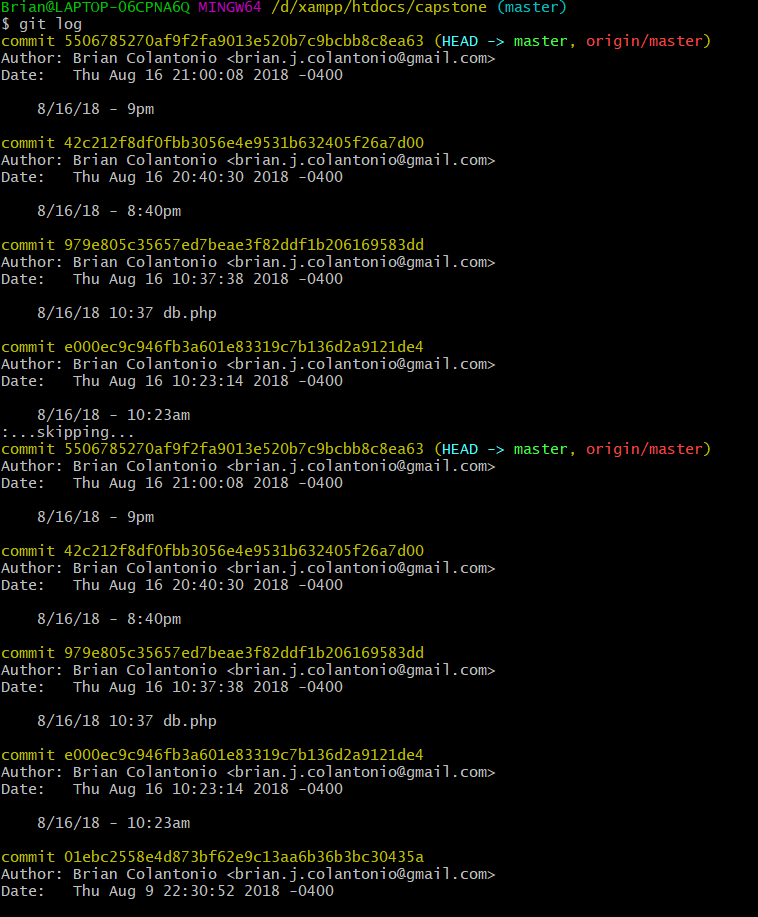 Brian@LAPTOP-O6CPNA6Q MINGW64 /d/xampp/htdocs/capstone (master)
$ git log
commit 5506785270af9f2fa9013e520b7c9bcbb8c8ea63 (HEAD -> master, origin/master)
Author: Brian Colantonio <brian.j.colantonio@gmail.com>
Date:   Thu Aug 16 21:00:08 2018 -0400

    8/16/18 - 9pm

commit 42c212f8df0fbb3056e4e9531b632405f26a7d00
Author: Brian Colantonio <brian.j.colantonio@gmail.com>
Date:   Thu Aug 16 20:40:30 2018 -0400

    8/16/18 - 8:40pm

commit 979e805c35657ed7beae3f82ddf1b206169583dd
Author: Brian Colantonio <brian.j.colantonio@gmail.com>
Date:   Thu Aug 16 10:37:38 2018 -0400

    8/16/18 10:37 db.php

commit e000ec9c946fb3a601e83319c7b136d2a9121de4
Author: Brian Colantonio <brian.j.colantonio@gmail.com>
Date:   Thu Aug 16 10:23:14 2018 -0400

    8/16/18 - 10:23am
:...skipping...
commit 5506785270af9f2fa9013e520b7c9bcbb8c8ea63 (HEAD -> master, origin/master)
Author: Brian Colantonio <brian.j.colantonio@gmail.com>
Date:   Thu Aug 16 21:00:08 2018 -0400

    8/16/18 - 9pm

commit 42c212f8df0fbb3056e4e9531b632405f26a7d00
Author: Brian Colantonio <brian.j.colantonio@gmail.com>
Date:   Thu Aug 16 20:40:30 2018 -0400

    8/16/18 - 8:40pm

commit 979e805c35657ed7beae3f82ddf1b206169583dd
Author: Brian Colantonio <brian.j.colantonio@gmail.com>
Date:   Thu Aug 16 10:37:38 2018 -0400

    8/16/18 10:37 db.php

commit e000ec9c946fb3a601e83319c7b136d2a9121de4
Author: Brian Colantonio <brian.j.colantonio@gmail.com>
Date:   Thu Aug 16 10:23:14 2018 -0400

    8/16/18 - 10:23am

commit 01ebc2558e4d873bf62e9c13aa6b36b3bc30435a
Author: Brian Colantonio <brian.j.colantonio@gmail.com>
Date:   Thu Aug 9 22:30:52 2018 -0400